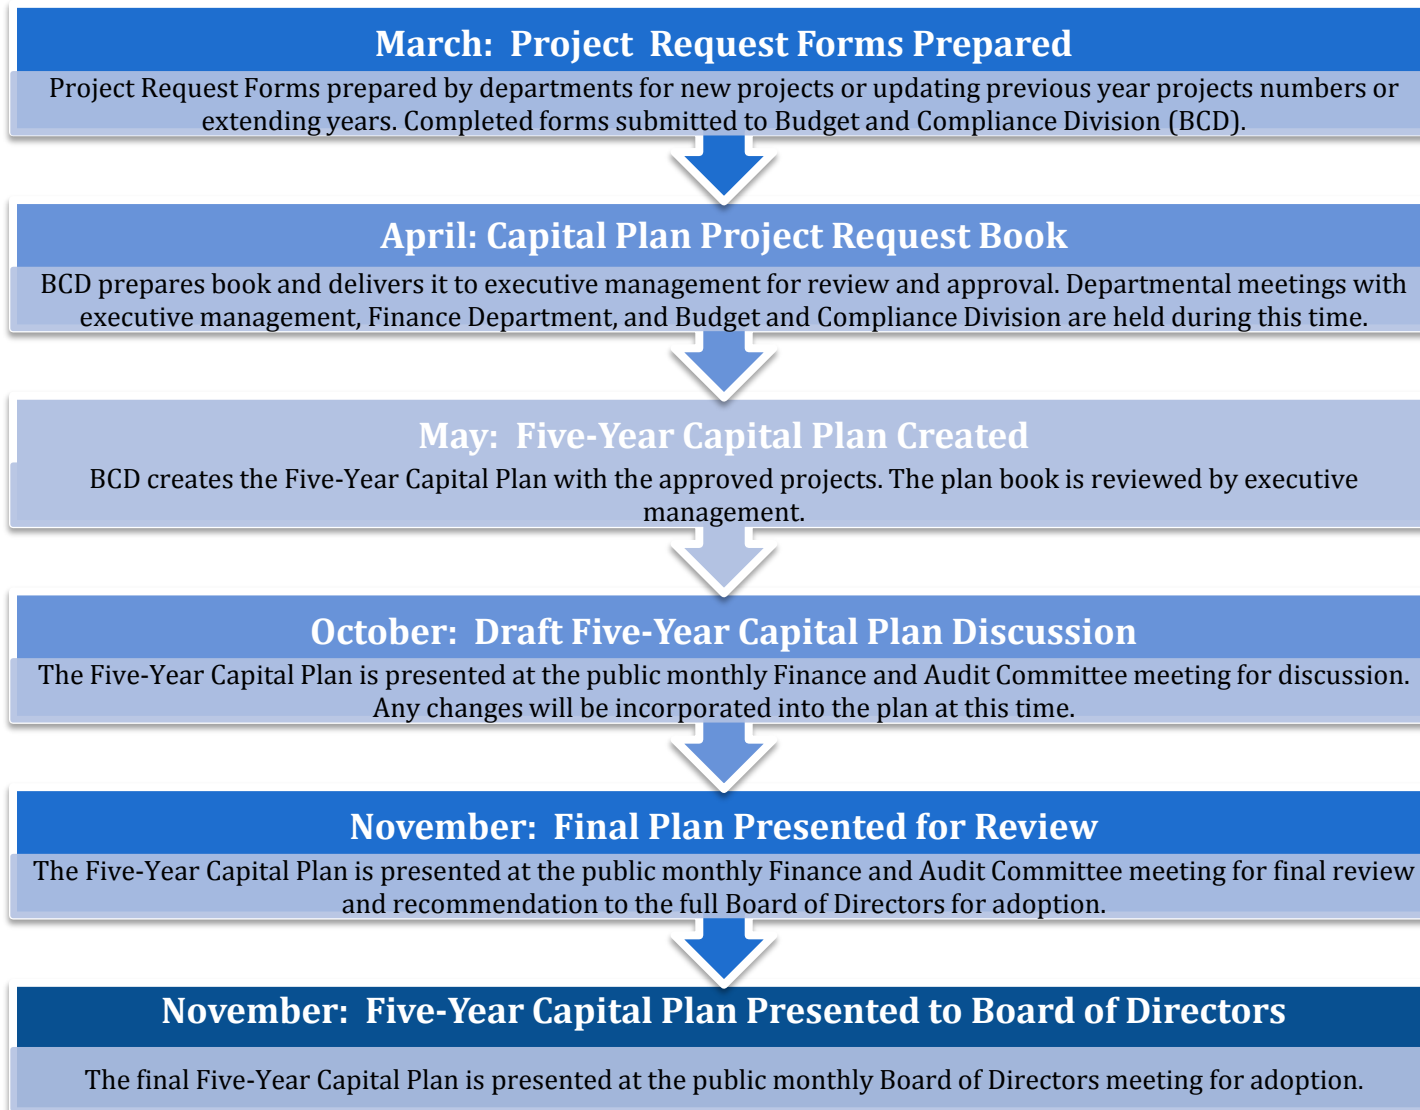 March:  Project  Request Forms Prepared
Project Request Forms prepared by departments for new projects or updating previous year projects numbers or
extending years. Completed forms submitted to Budget and Compliance Division (BCD).
April: Capital Plan Project Request Book
BCD prepares book and delivers it to executive management for review and approval. Departmental meetings with
executive management, Finance Department, and Budget and Compliance Division are held during this time.
May:  Five-Year Capital Plan Created
BCD creates the Five-Year Capital Plan with the approved projects. The plan book is reviewed by executive
management.
October:  Draft Five-Year Capital Plan Discussion
The Five-Year Capital Plan is presented at the public monthly Finance and Audit Committee meeting for discussion.
Any changes will be incorporated into the plan at this time.
November:  Final Plan Presented for Review
The Five-Year Capital Plan is presented at the public monthly Finance and Audit Committee meeting for final review
and recommendation to the full Board of Directors for adoption.
November:  Five-Year Capital Plan Presented to Board of Directors
The final Five-Year Capital Plan is presented at the public monthly Board of Directors meeting for adoption.